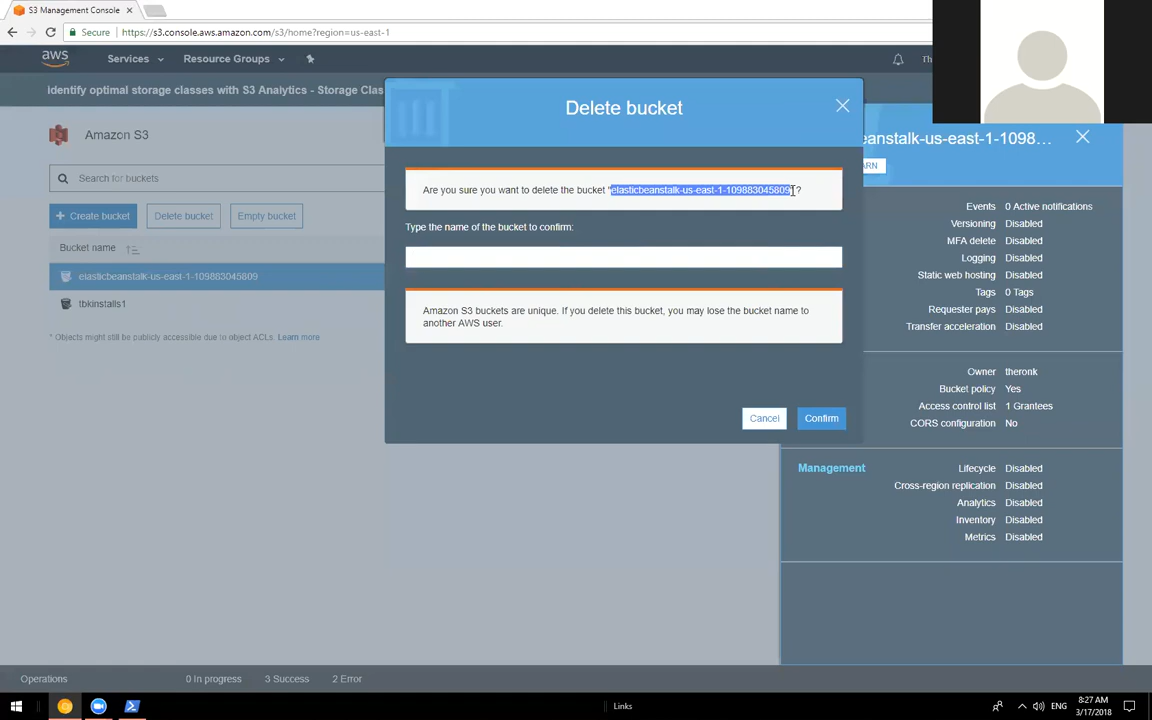 S3 Management Console
Secure
https://s3.console.aws.amazon.com/s3/home?region=us-east-1
aws
Services
Resource Groups
Th
identify optimal storage classes with S3 Analytics - Storage Clas
Delete bucket
anstalk-us-east-1-1098...
ARN
Amazon S3
Search for buckets
+ Create bucket
Delete bucket
Empty bucket
Bucket name
elasticbeanstalk-us-east-1-109883045809
tbkinstalls1
* Objects might still be publicly accessible due to object ACLs. Learn more
Are you sure you want to delete the bucket "elasticbeanstalk-us-east-1-109883045809"?
Type the name of the bucket to confirm:
Amazon S3 buckets are unique. If you delete this bucket, you may lose the bucket name to
another AWS user.
Cancel
Confirm
Events 0 Active notifications
Versioning Disabled
MFA delete Disabled
Logging Disabled
Static web hosting Disabled
Tags 0 Tags
Requester pays Disabled
Transfer acceleration Disabled
Owner theronk
Bucket policy Yes
Access control list 1 Grantees
CORS configuration No
Management
Lifecycle Disabled
Cross-region replication Disabled
Analytics Disabled
Inventory Disabled
Metrics Disabled
Operations
0 In progress
3 Success
2 Error
Links
ENG
8:27 AM
3/17/2018